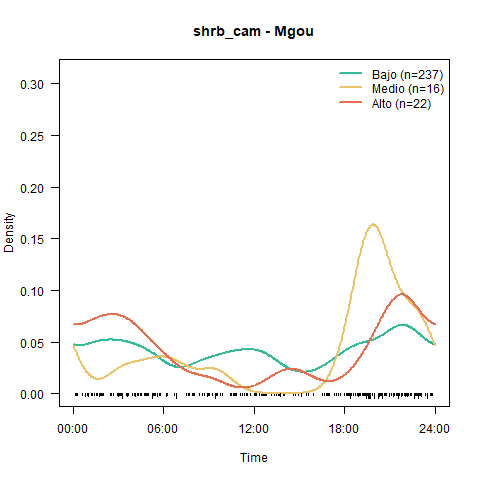 shrb_cam - Mgou
Bajo (n=237)
Medio (n=16)
Alto (n=22)
0.30
0.25
0.20
0.15
0.10
0.05
0.00
Density
00:00 06:00 12:00 18:00 24:00
Time